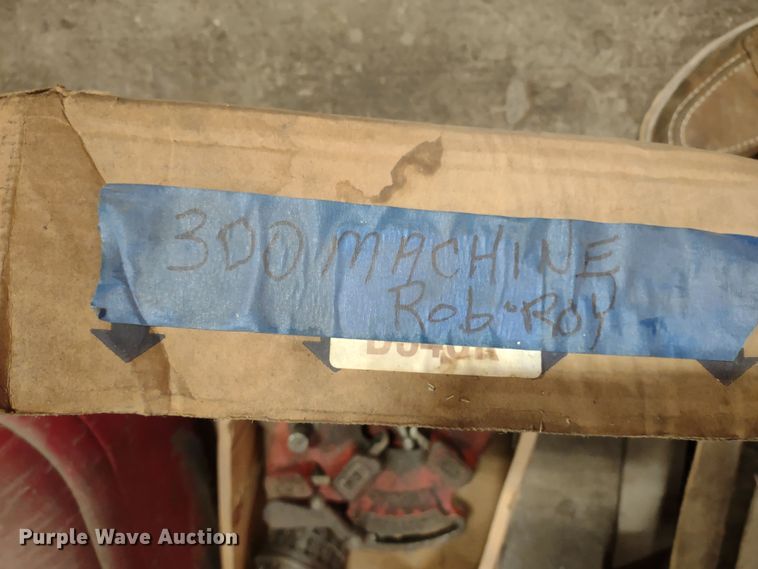 300 MACHINE
Rob-Roy
Purple Wave Auction